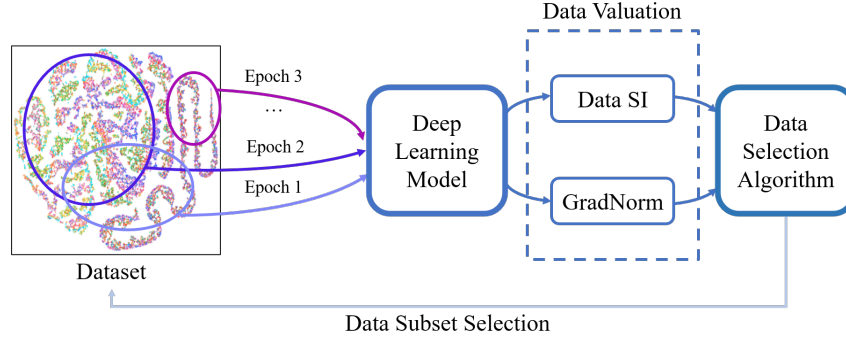 Data Valuation
Epoch 3
...
Epoch 2
Epoch 1
Dataset
Deep
Learning
Model
Data SI
GradNorm
Data
Selection
Algorithm
Data Subset Selection